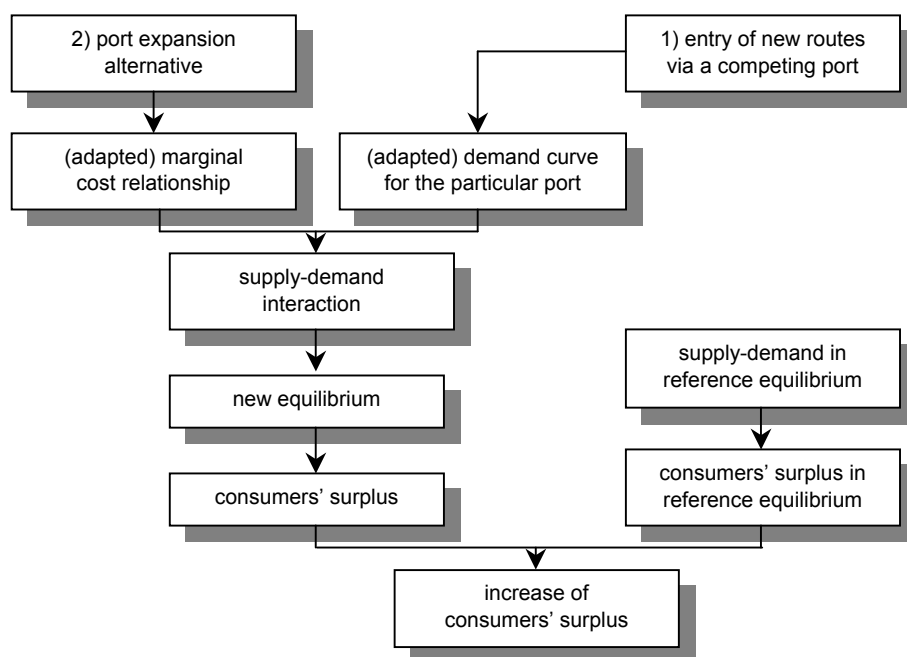 2) port expansion
alternative
1) entry of new routes
via a competing port
(adapted) marginal
cost relationship
(adapted) demand curve
for the particular port
supply-demand
interaction
supply-demand in
reference equilibrium
new equilibrium
consumers’ surplus
consumers’ surplus in
reference equilibrium
increase of
consumers’ surplus